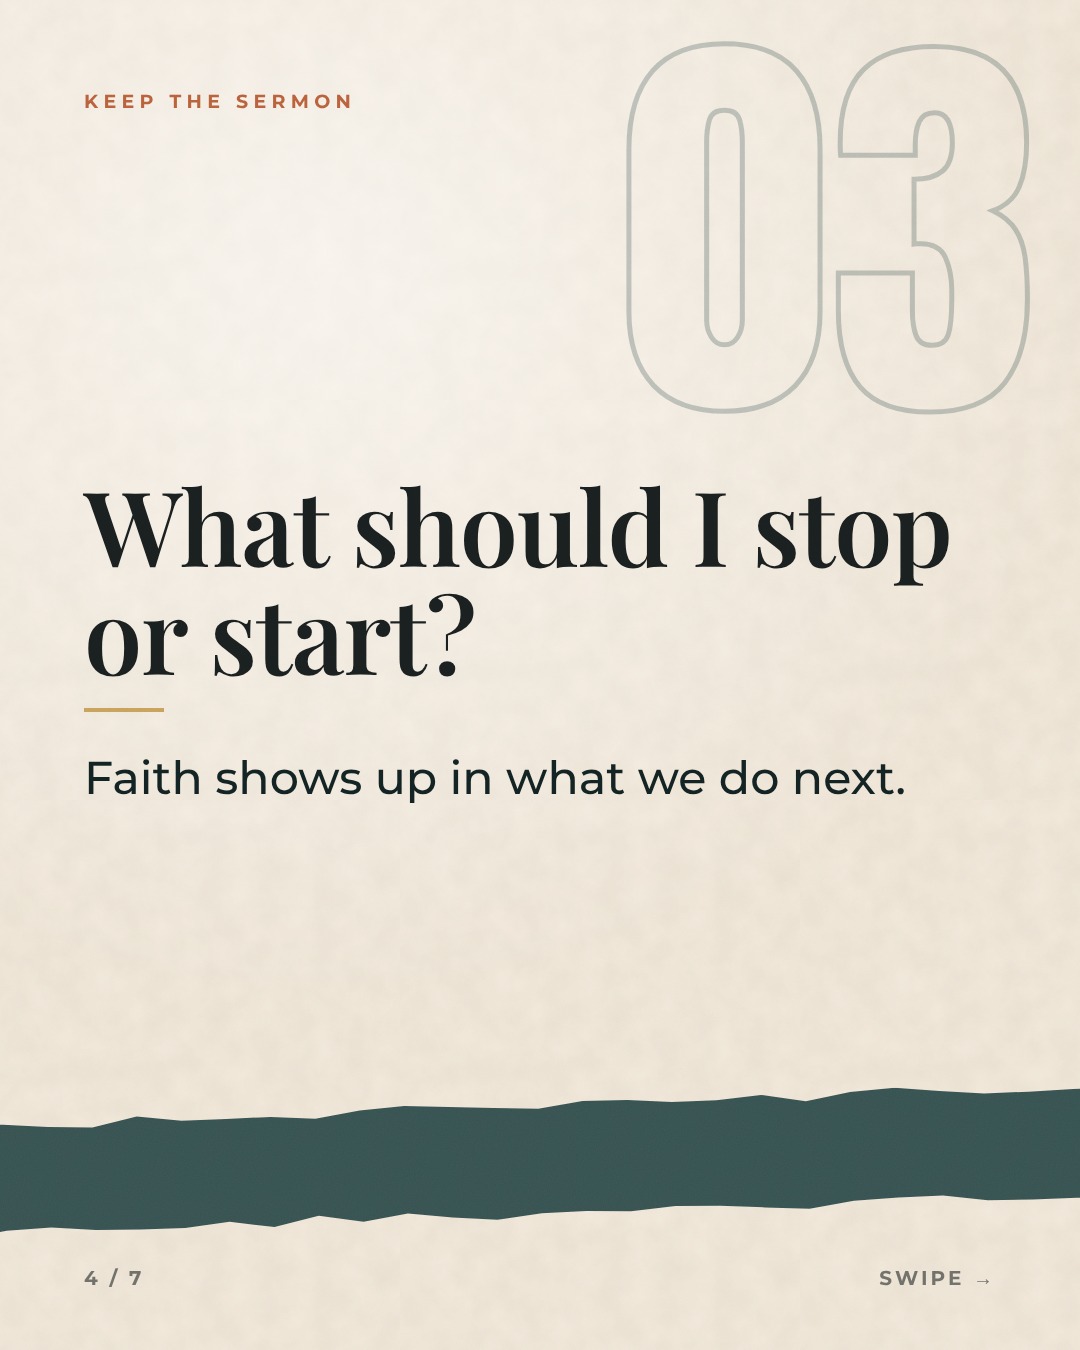 KEEP THE SERMON
03
What should I stop
or start?
Faith shows up in what we do next.
4 / 7
SWIPE →